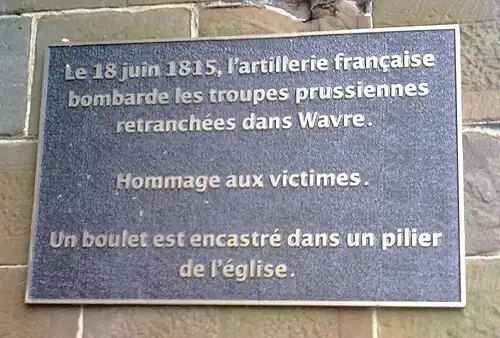 Le 18 juin 1815, l'artillerie française
bombarde les troupes prussiennes
retranchées dans Wavre.
Hommage aux victimes.
Un boulet est encastré dans un pilier
de l'église.